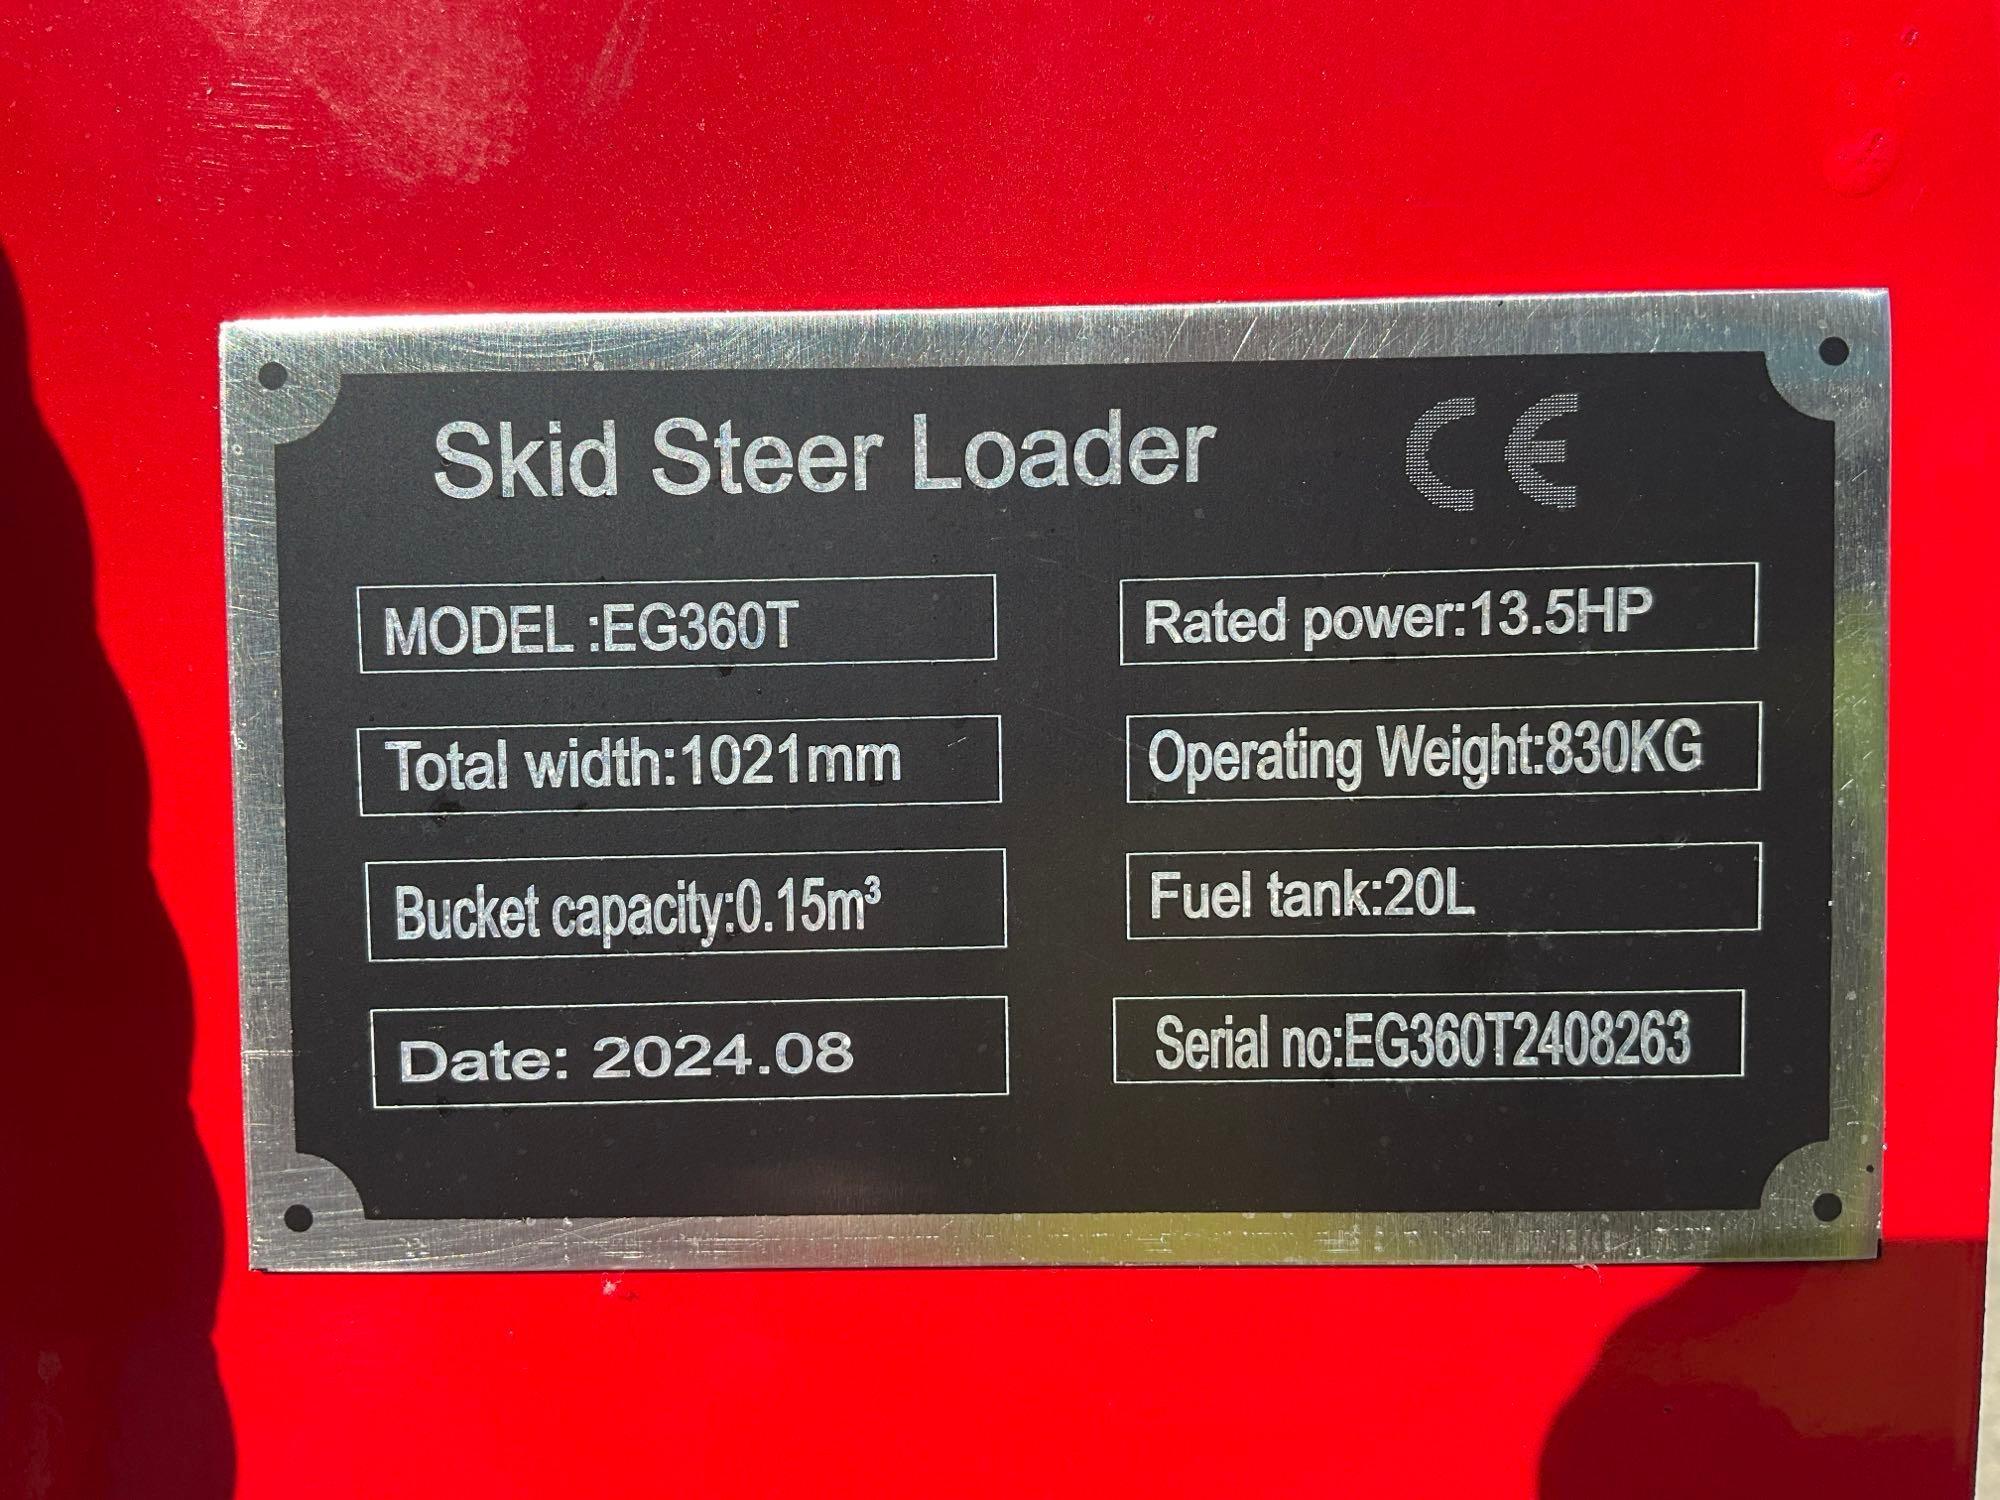 Skid Steer Loader CE
MODEL :EG360T
Rated power:13.5HP
Total width:1021mm
Operating Weight:830KG
Bucket capacity:0.15m³
Fuel tank:20L
Date: 2024.08
Serial no:EG360T2408263